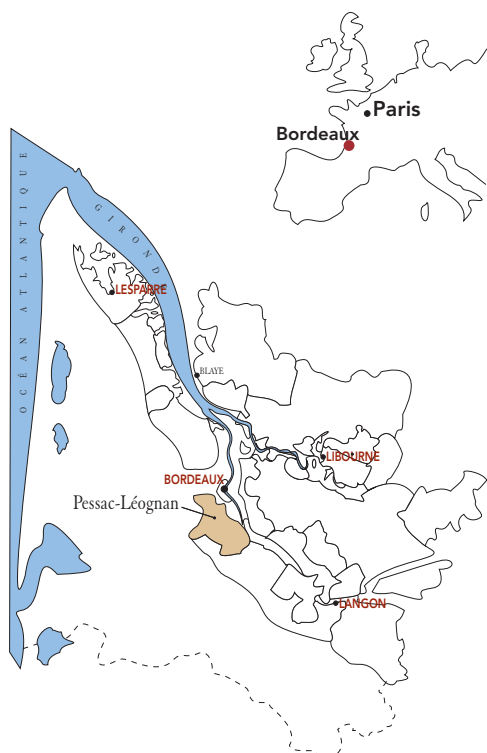 Paris
Bordeaux
OCÉAN ATLANTIQUE
GIROND
LESPARRE
BLAYE
LIBOURNE
BORDEAUX
Pessac-Léognan
LANGON